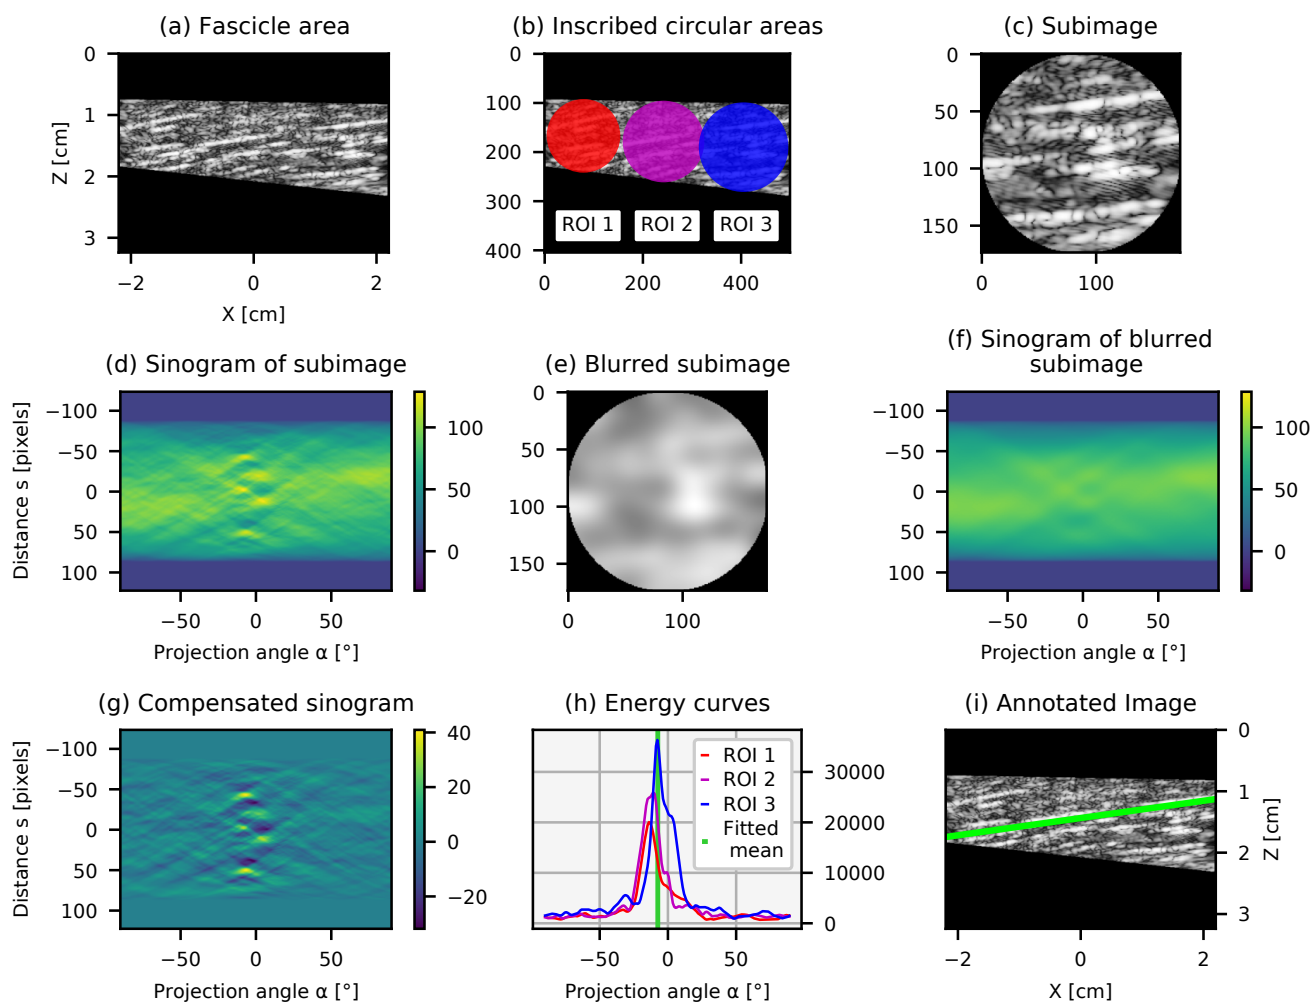 (a) Fascicle area
0
1
2
3
Z [cm]
−2
0
2
X [cm]
(b) Inscribed circular areas
0
100
200
300
400
ROI 1
ROI 2
ROI 3
0
200
400
(c) Subimage
0
50
100
150
0
100
(d) Sinogram of subimage
−100
−50
0
50
100
Distance s [pixels]
−50
0
50
Projection angle α [°]
100
50
0
(e) Blurred subimage
0
50
100
150
0
100
(f) Sinogram of blurred
subimage
−100
−50
0
50
100
−50
0
50
Projection angle α [°]
100
50
0
(g) Compensated sinogram
−100
−50
0
50
100
Distance s [pixels]
−50
0
50
Projection angle α [°]
40
20
0
−20
(h) Energy curves
ROI 1
ROI 2
ROI 3
Fitted
mean
30000
20000
10000
0
−50
0
50
Projection angle α [°]
(i) Annotated Image
0
1
2
3
Z [cm]
−2
0
2
X [cm]